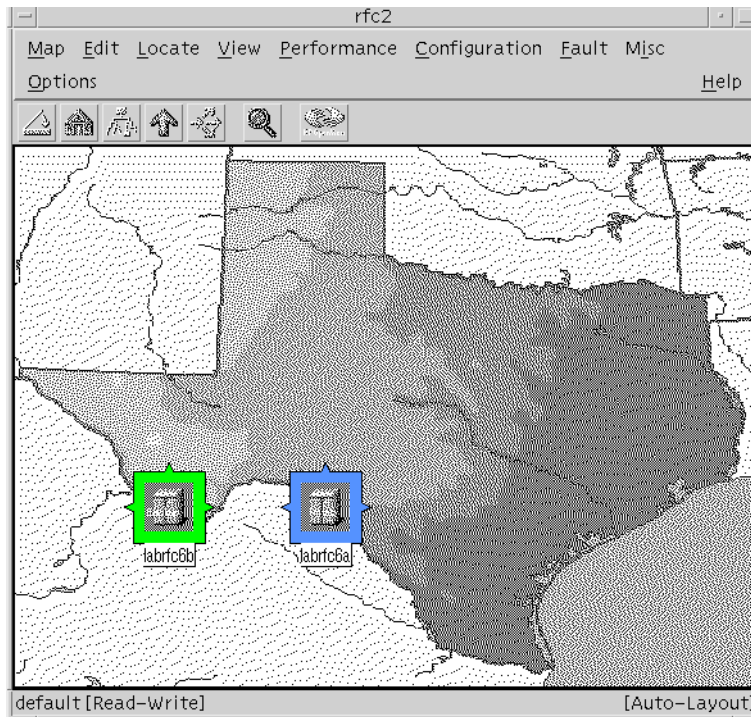 rfc2
Map Edit Locate View Performance Configuration Fault Misc
Options Help
labrfc6b labrfc6a
default [Read-Write] [Auto-Layout]